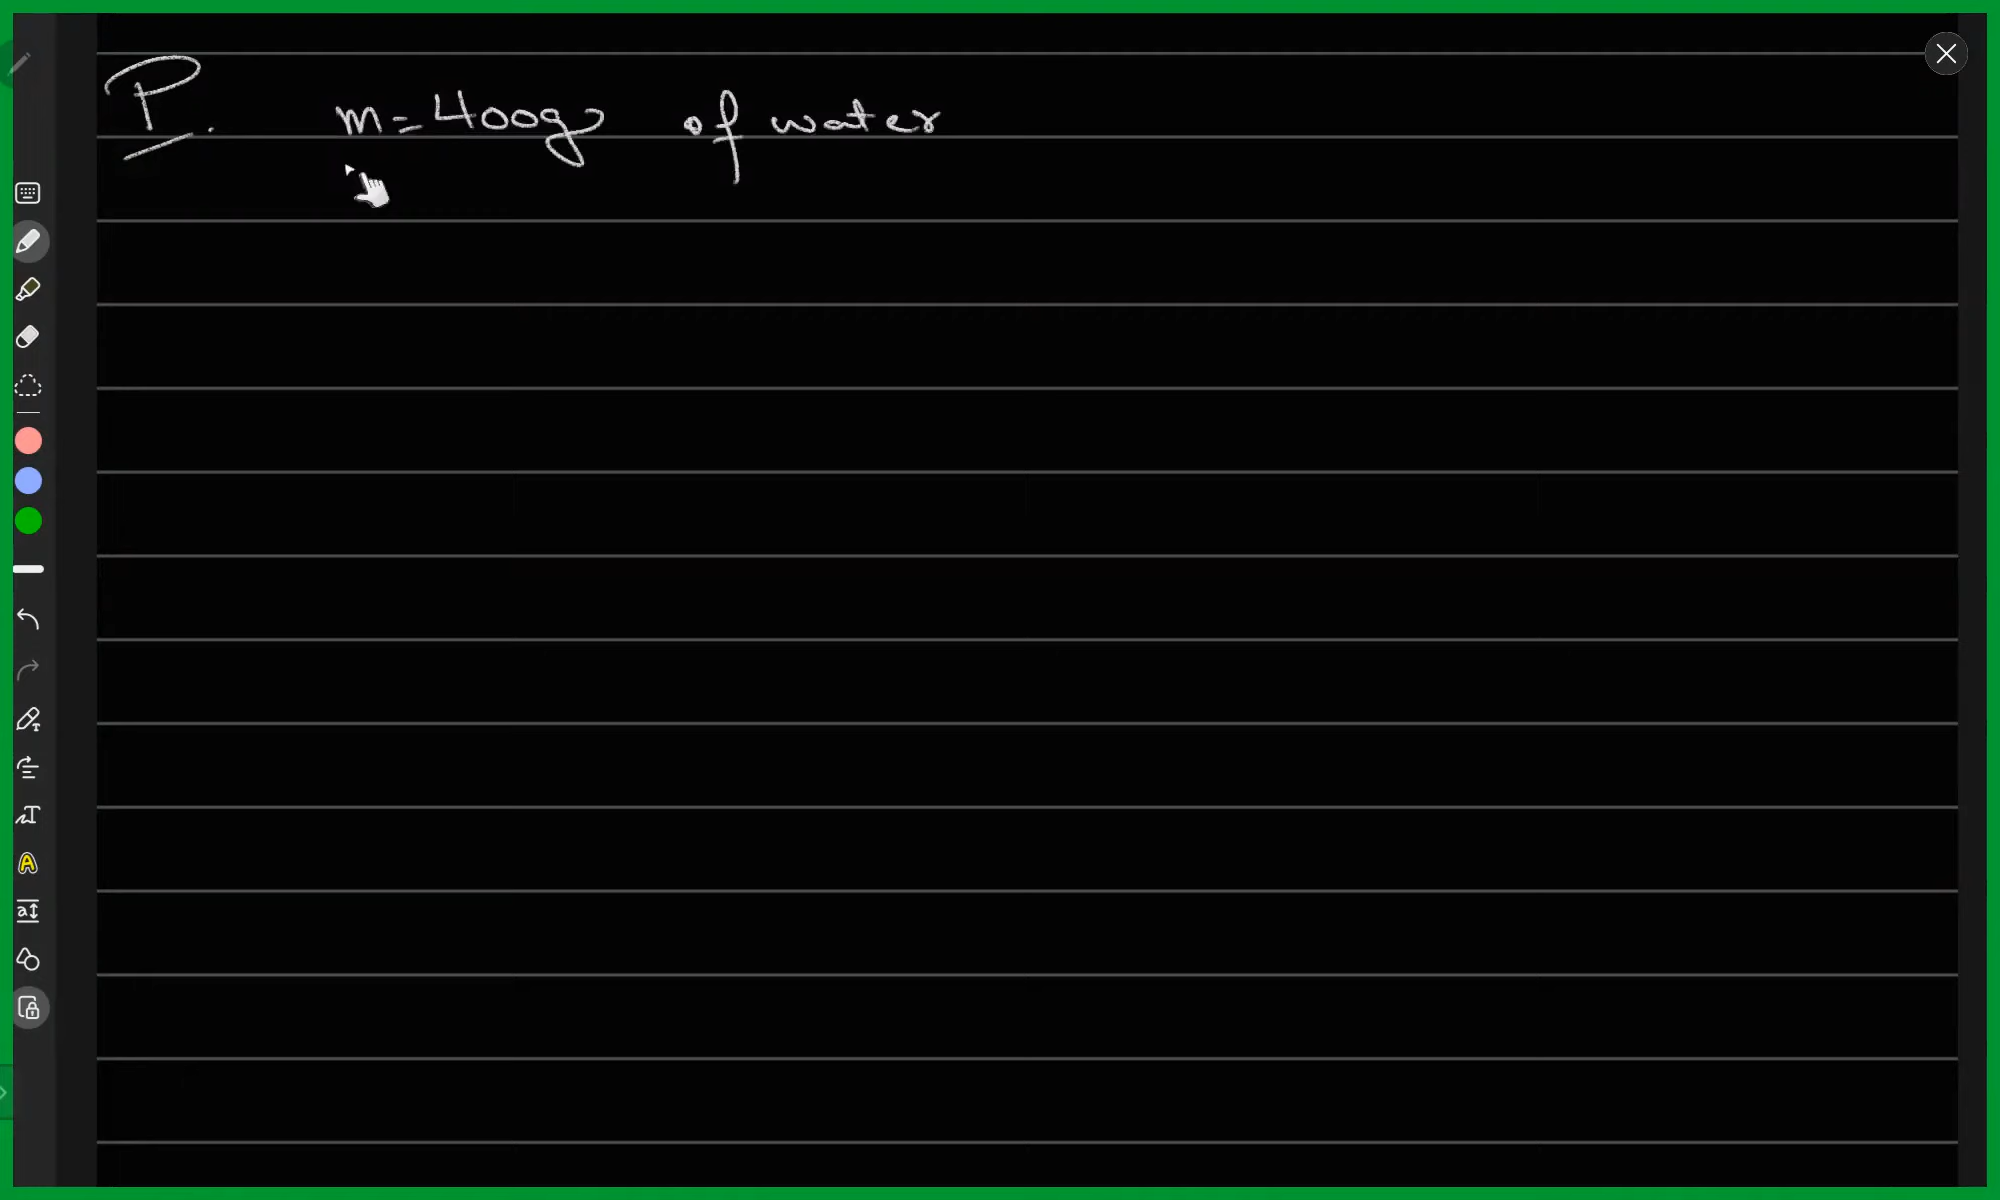 P.
m = 400g of water